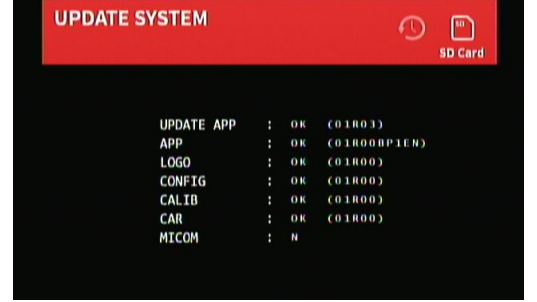 UPDATE SYSTEM
SD
SD Card
UPDATE APP : OK (01R03)
APP : OK (01R00BP1EN)
LOGO : OK (01R00)
CONFIG : OK (01R00)
CALIB : OK (01R00)
CAR : OK (01R00)
MICOM : N